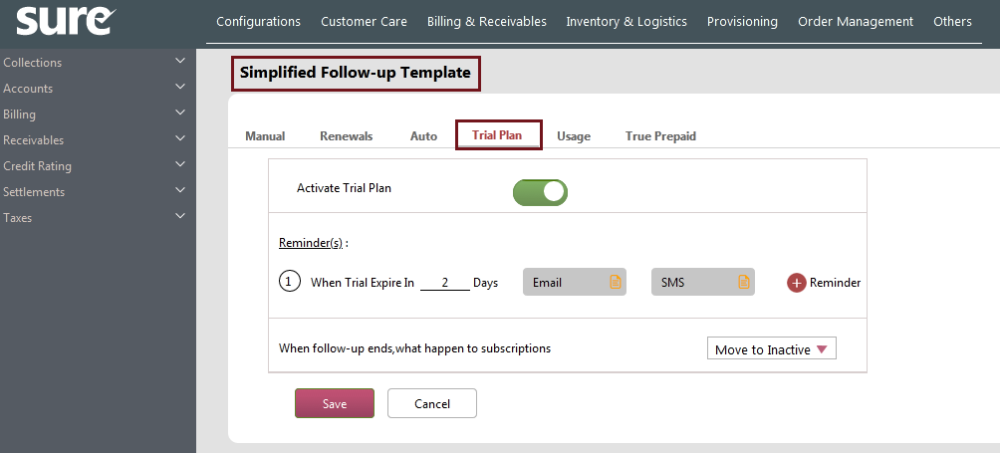 sure
Configurations Customer Care Billing & Receivables Inventory & Logistics Provisioning Order Management Others
Collections
Accounts
Billing
Receivables
Credit Rating
Settlements
Taxes
Simplified Follow-up Template
Manual Renewals Auto Trial Plan Usage True Prepaid
Activate Trial Plan
Reminder(s) :
1 When Trial Expire In 2 Days Email SMS + Reminder
When follow-up ends,what happen to subscriptions Move to Inactive
Save Cancel